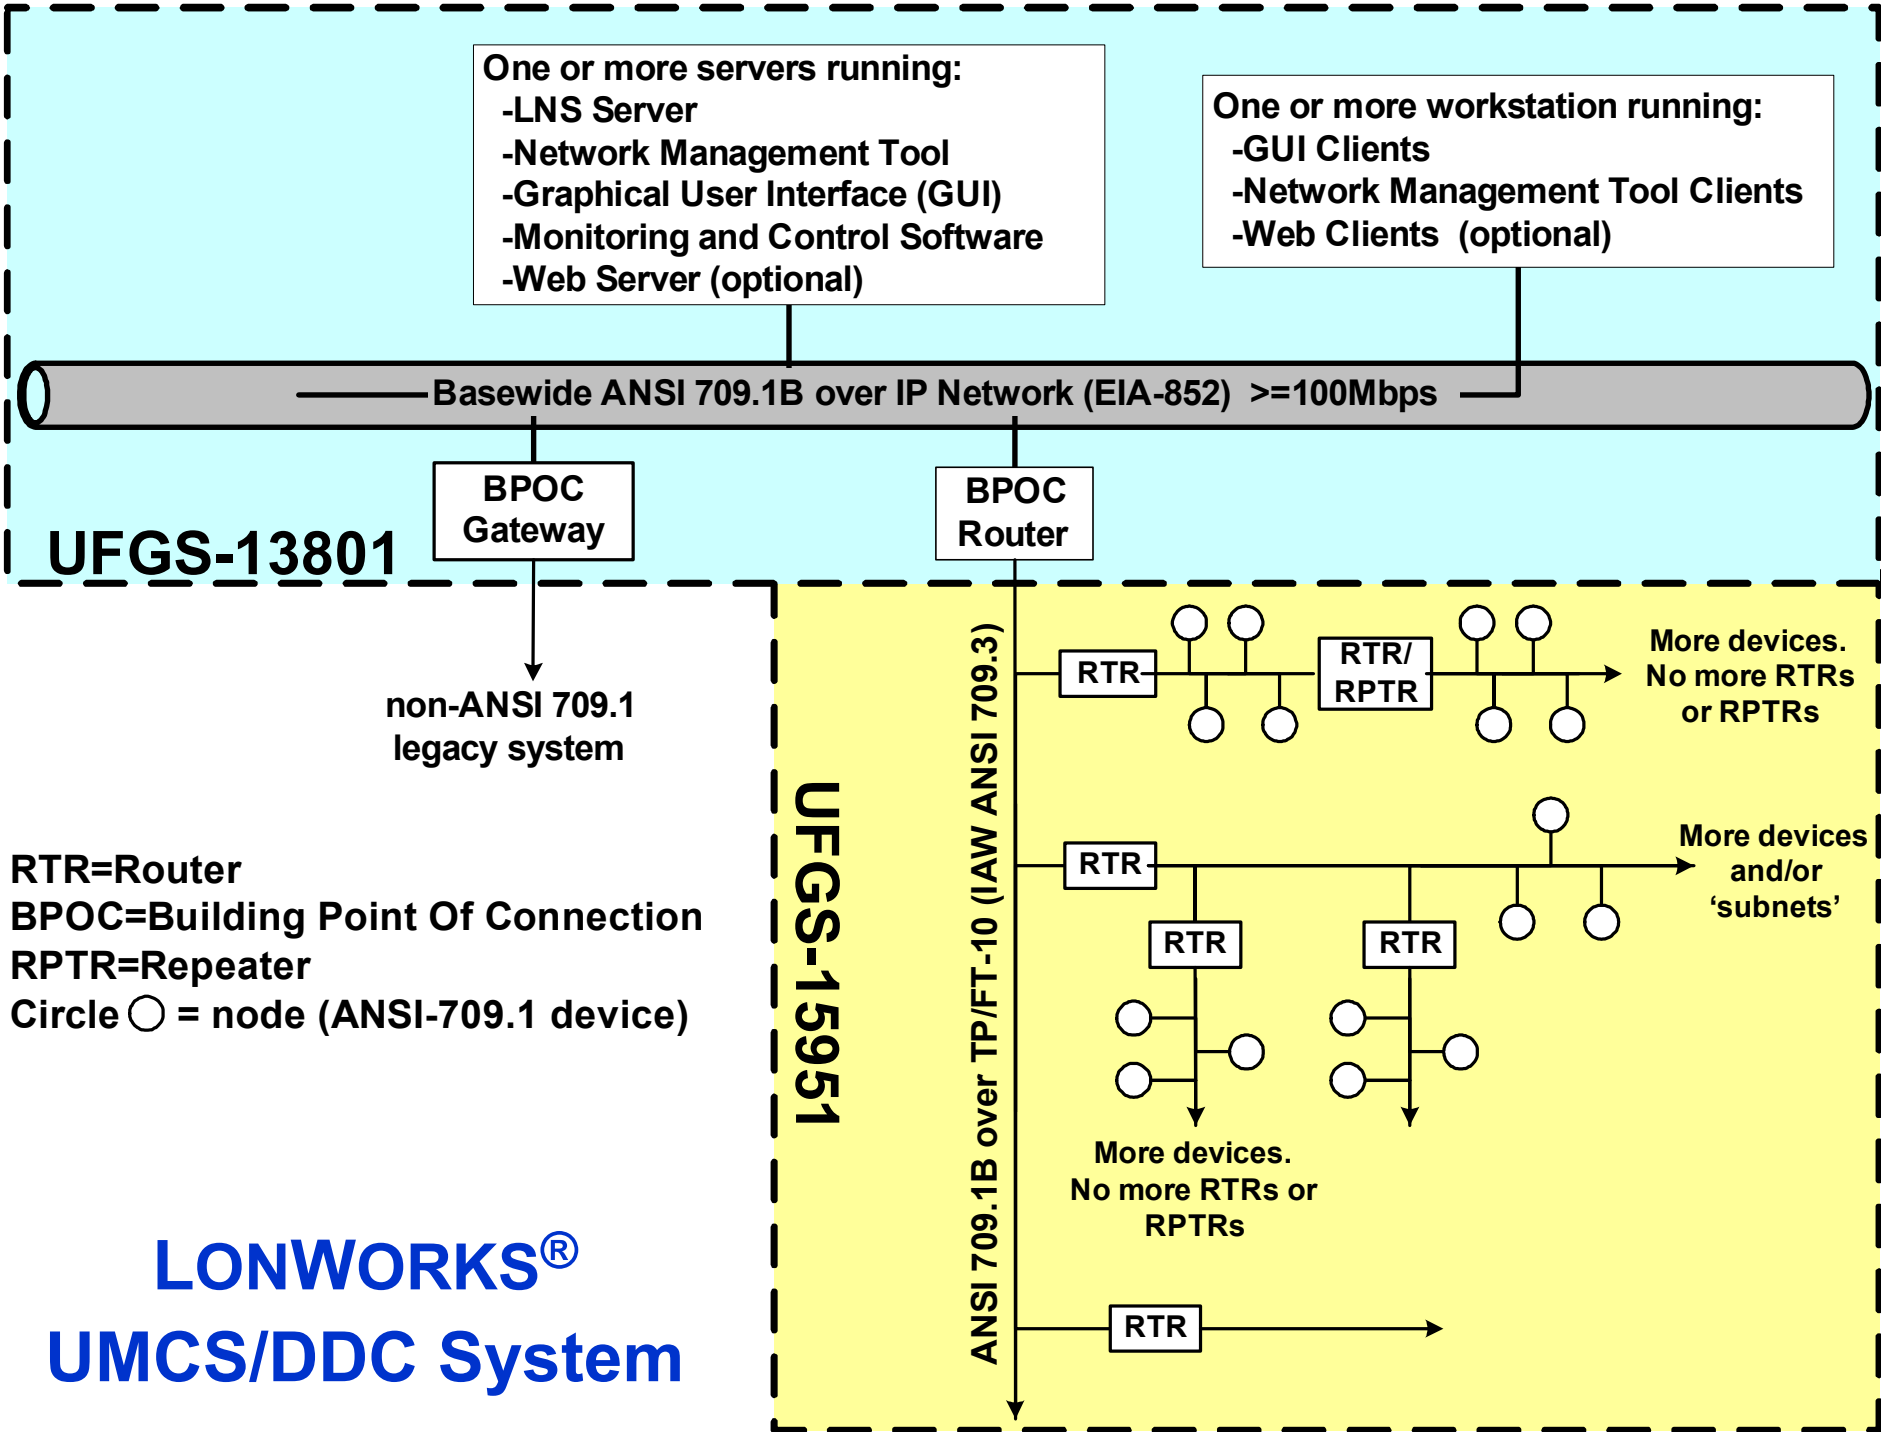 One or more servers running:
-LNS Server
-Network Management Tool
-Graphical User Interface (GUI)
-Monitoring and Control Software
-Web Server (optional)
One or more workstation running:
-GUI Clients
-Network Management Tool Clients
-Web Clients (optional)
Basewide ANSI 709.1B over IP Network (EIA-852) >=100Mbps
BPOC
Gateway
BPOC
Router
UFGS-13801
non-ANSI 709.1
legacy system
RTR=Router
BPOC=Building Point Of Connection
RPTR=Repeater
Circle = node (ANSI-709.1 device)
LONWORKS®
UMCS/DDC System
UFGS-15951
ANSI 709.1B over TP/FT-10 (IAW ANSI 709.3)
RTR
RTR/
RPTR
More devices.
No more RTRs
or RPTRs
RTR
More devices
and/or
‘subnets’
RTR
RTR
More devices.
No more RTRs or
RPTRs
RTR